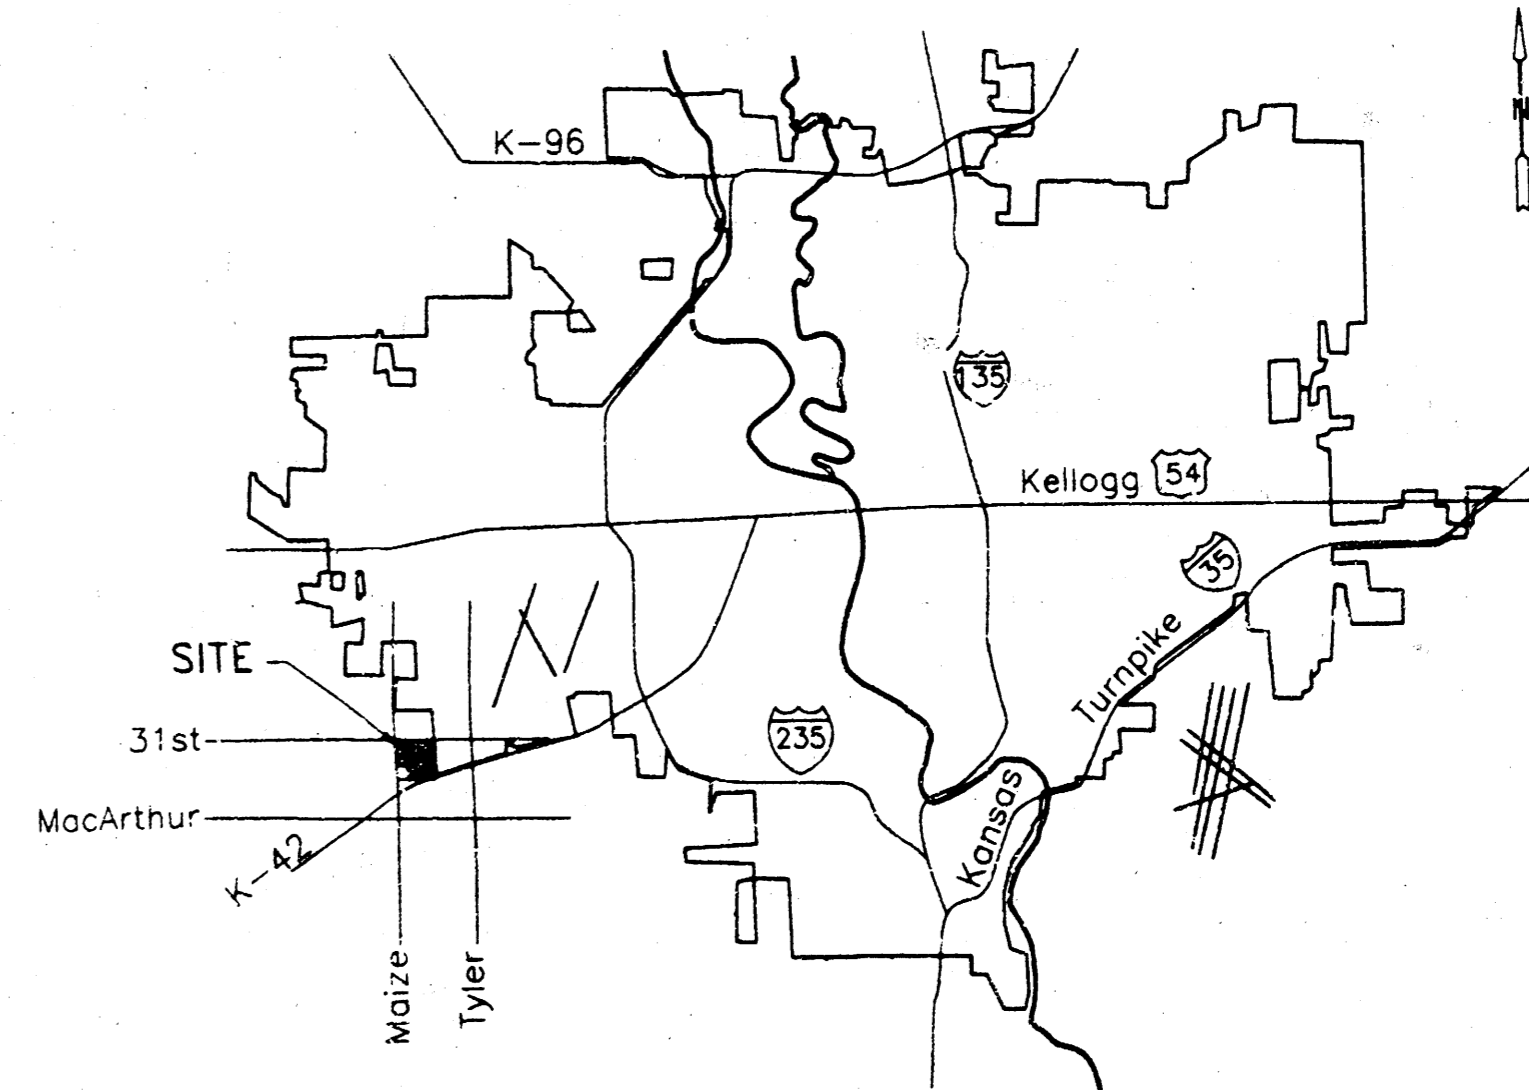 N
K-96
135
Kellogg 54
35
SITE
Turnpike
31st
235
MacArthur
Kansas
K-42
Maize
Tyler